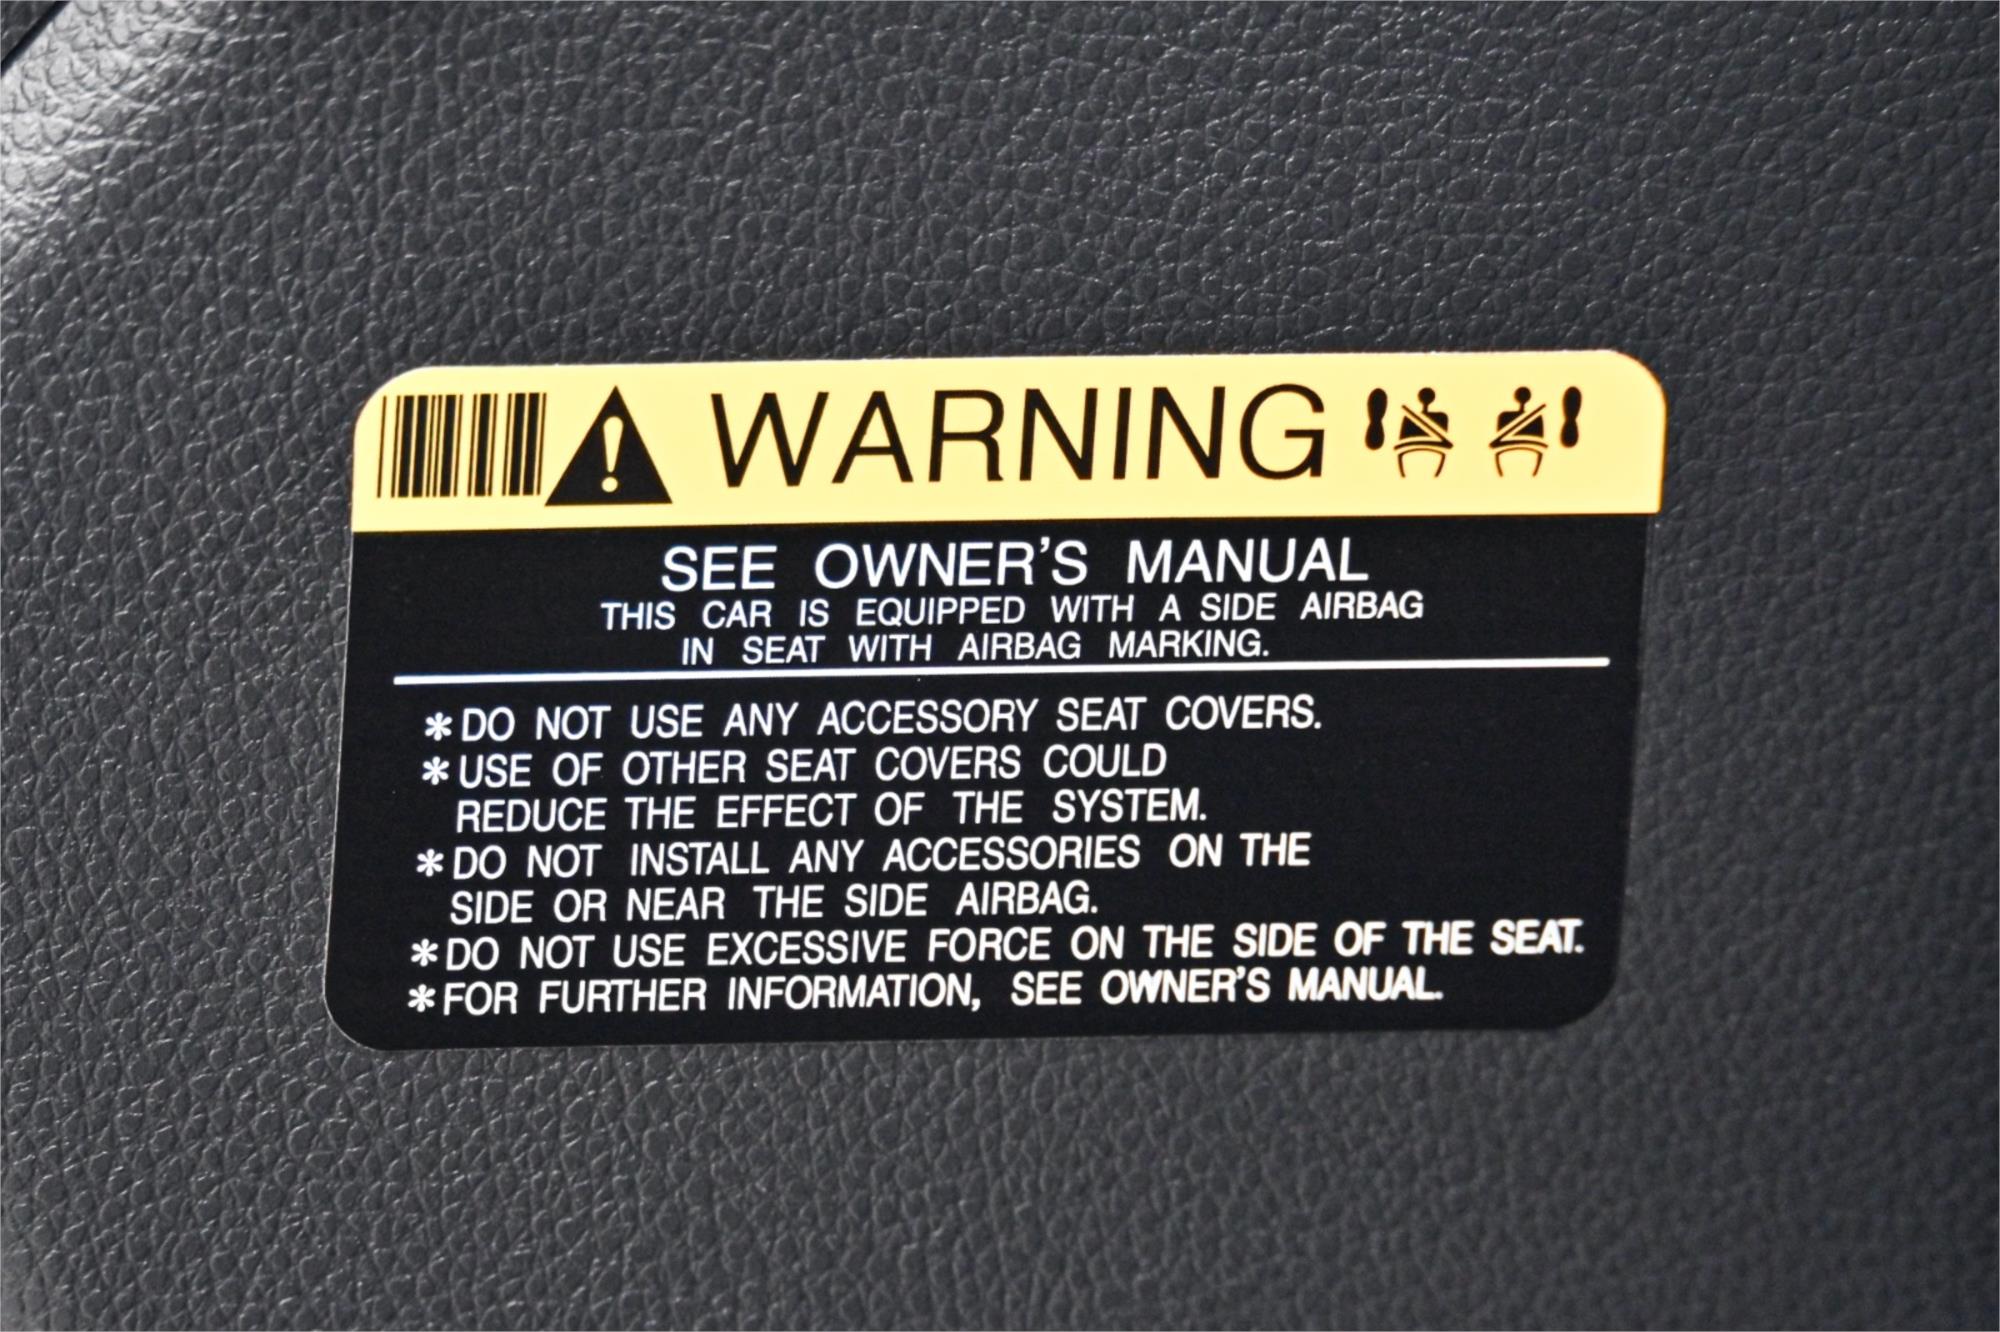 WARNING
SEE OWNER'S MANUAL
THIS CAR IS EQUIPPED WITH A SIDE AIRBAG
IN SEAT WITH AIRBAG MARKING.
*DO NOT USE ANY ACCESSORY SEAT COVERS.
*USE OF OTHER SEAT COVERS COULD
REDUCE THE EFFECT OF THE SYSTEM.
*DO NOT INSTALL ANY ACCESSORIES ON THE
SIDE OR NEAR THE SIDE AIRBAG.
*DO NOT USE EXCESSIVE FORCE ON THE SIDE OF THE SEAT.
*FOR FURTHER INFORMATION, SEE OWNER'S MANUAL.